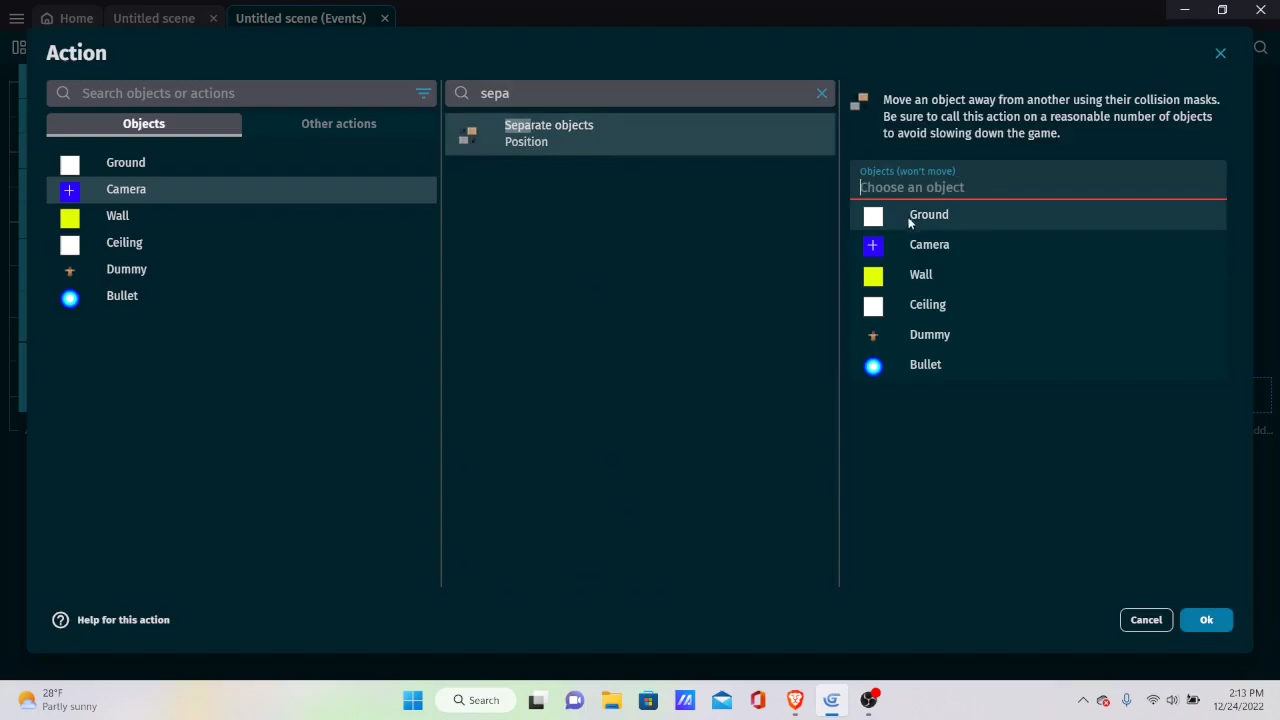 Home
Untitled scene
Untitled scene (Events)
Action
Search objects or actions
Objects
Other actions
Ground
Camera
Wall
Ceiling
Dummy
Bullet
sepa
Separate objects
Position
Move an object away from another using their collision masks.
Be sure to call this action on a reasonable number of objects
to avoid slowing down the game.
Objects (won't move)
Choose an object
Ground
Camera
Wall
Ceiling
Dummy
Bullet
dd...
Help for this action
Cancel
Ok
28°F
Partly sunny
Search
2:13 PM
12/24/2022